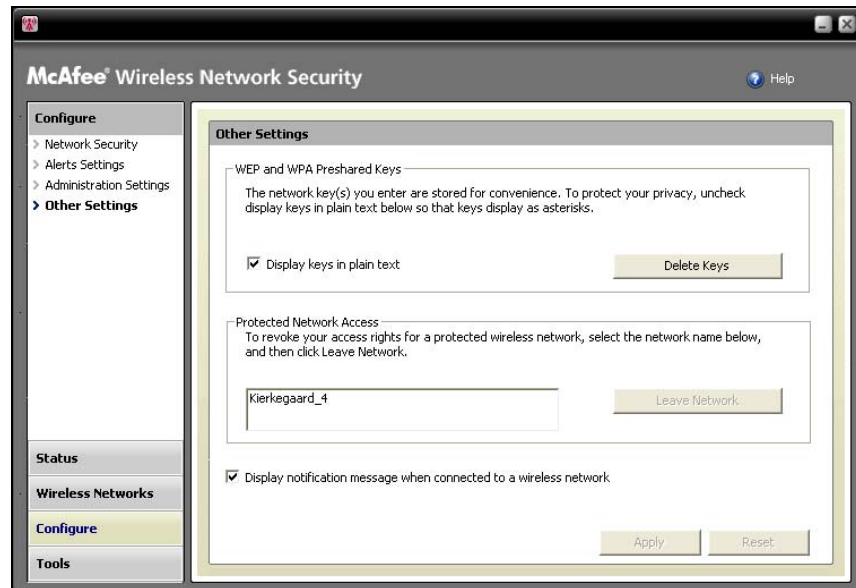 McAfee® Wireless Network Security
Help
Configure
Network Security
Alerts Settings
Administration Settings
Other Settings
Status
Wireless Networks
Configure
Tools
Other Settings
WEP and WPA Preshared Keys
The network key(s) you enter are stored for convenience. To protect your privacy, uncheck
display keys in plain text below so that keys display as asterisks.
Display keys in plain text
Delete Keys
Protected Network Access
To revoke your access rights for a protected wireless network, select the network name below,
and then click Leave Network.
Kierkegaard_4
Leave Network
Display notification message when connected to a wireless network
Apply
Reset